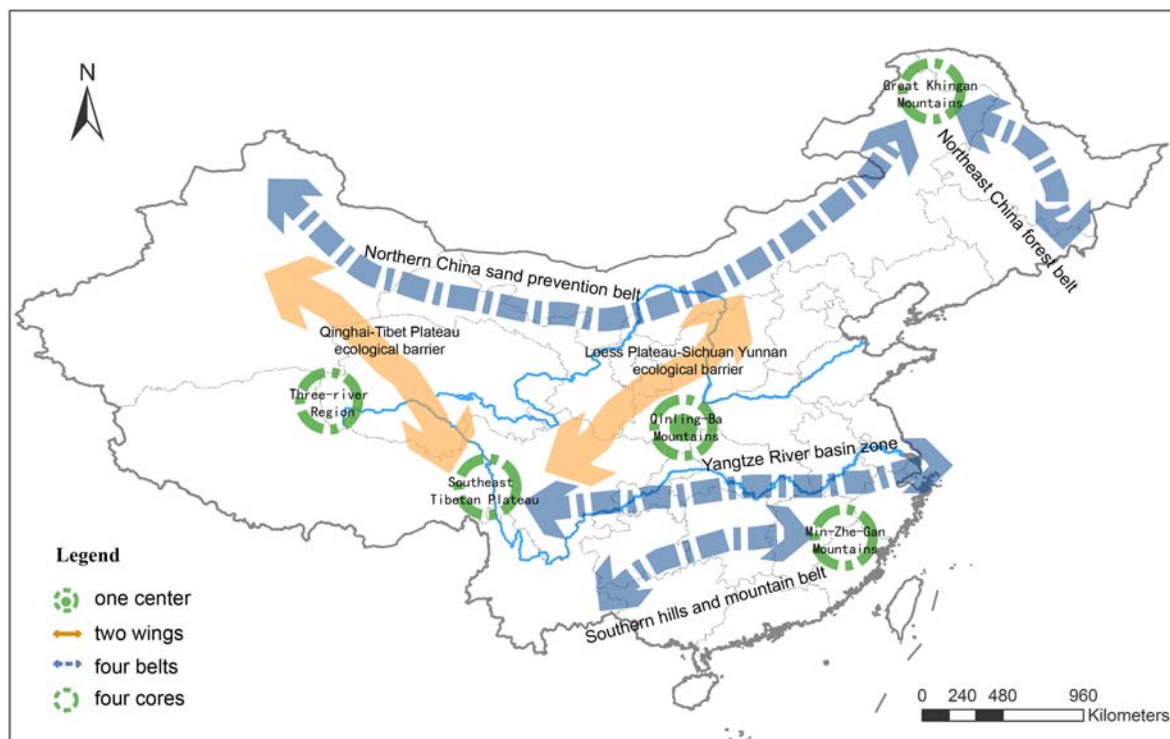 N
Great Khingan
Mountains
Northeast China forest belt
Northern China sand prevention belt
Qinghai-Tibet Plateau
ecological barrier
Loess Plateau-Sichuan Yunnan
ecological barrier
Three-river
Region
Qinling-Ba
Mountains
Yangtze River basin zone
Southeast
Tibetan Plateau
Min-Zhe-Gan
Mountains
Southern hills and mountain belt
Legend
one center
two wings
four belts
four cores
0 240 480 960
Kilometers